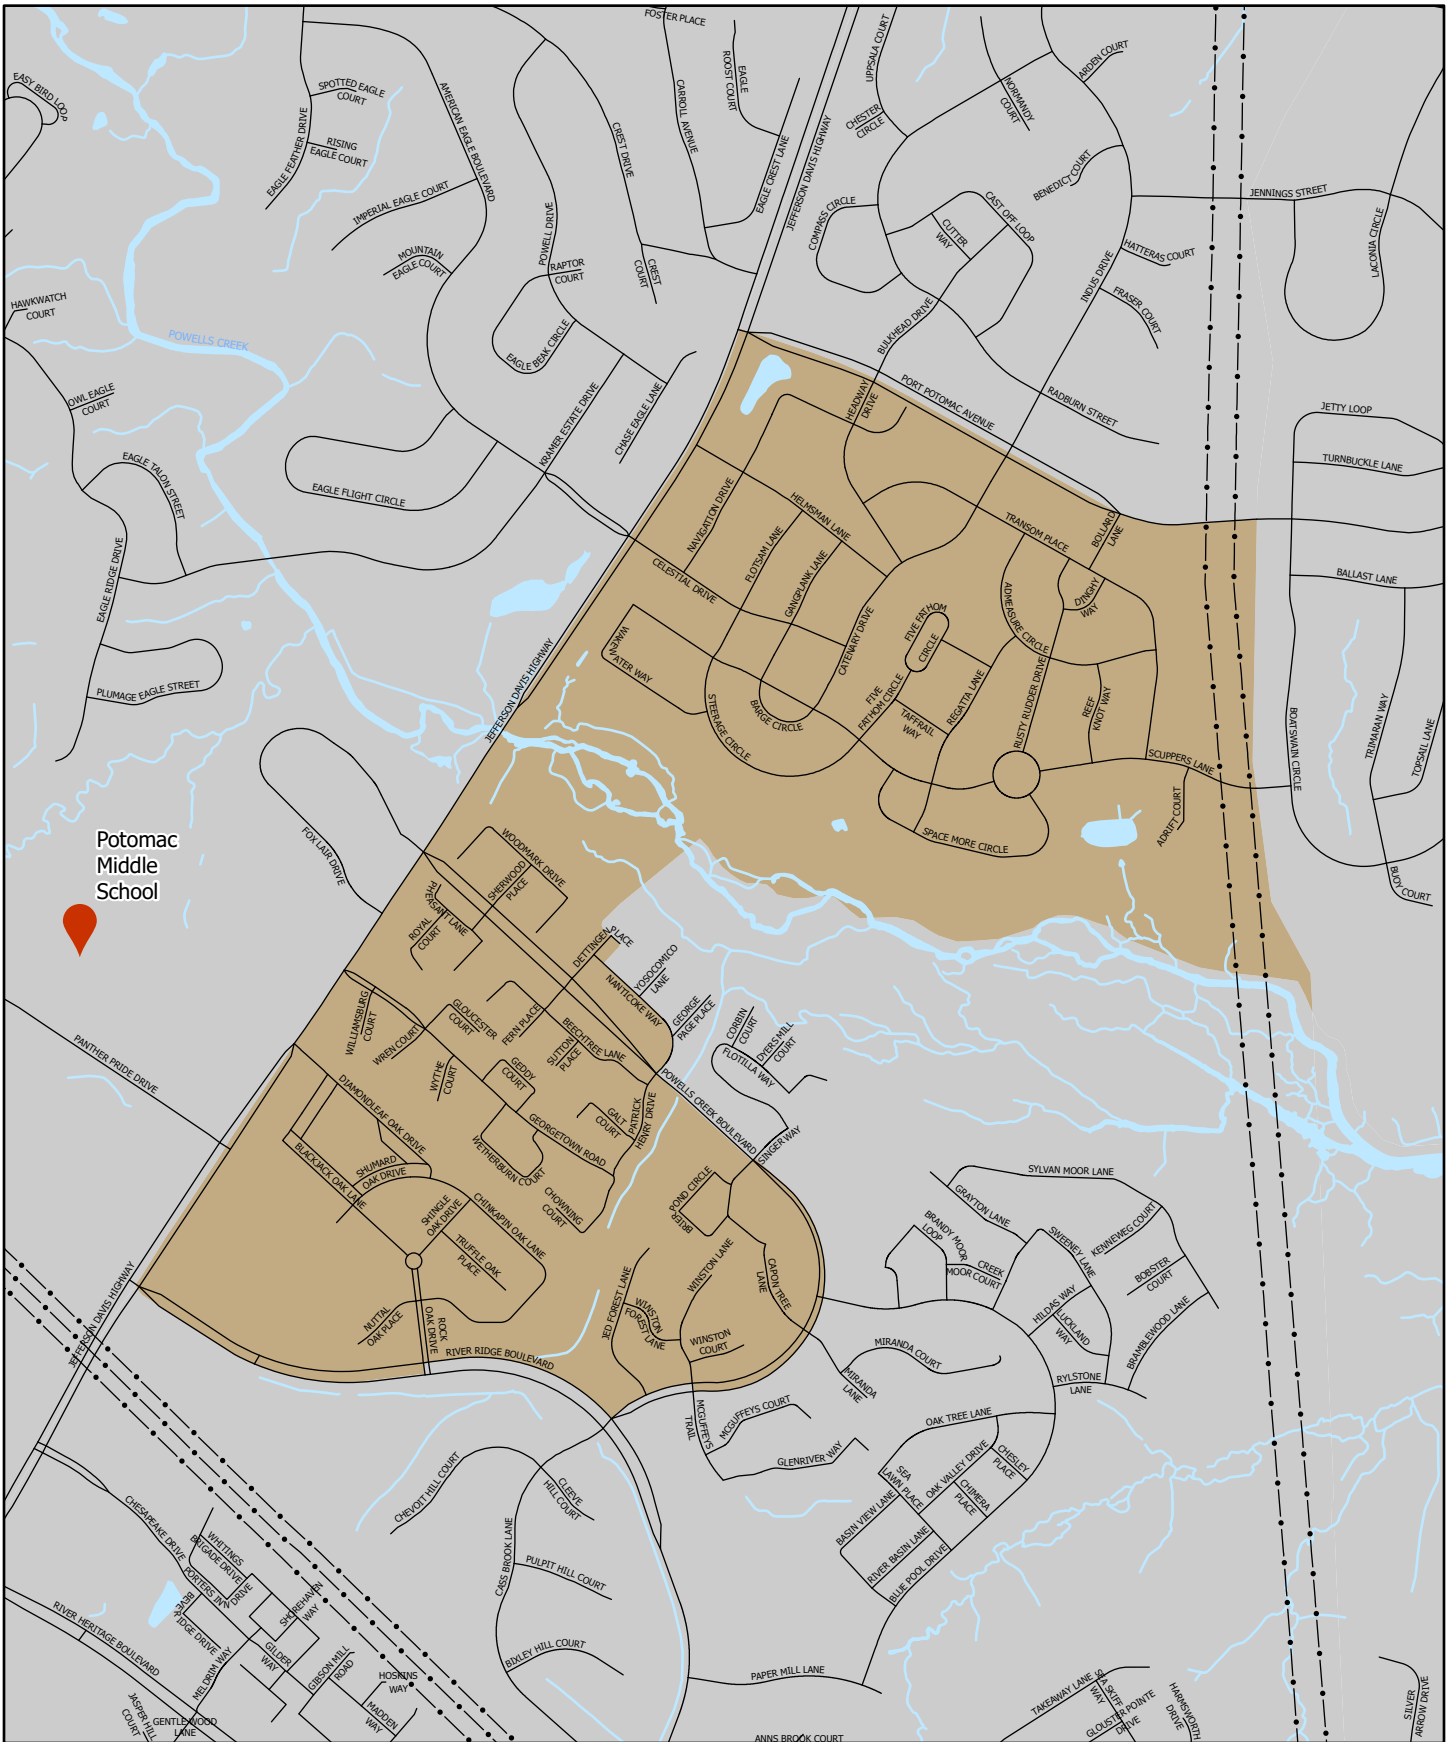 FOSTER PLACE
EASY BIRD LOOP
SPOTTED EAGLE
COURT
EAGLE FEATHER DRIVE
RISING
EAGLE COURT
AMERICAN EAGLE BOULEVARD
IMPERIAL EAGLE COURT
MOUNTAIN
EAGLE COURT
CREST DRIVE
CARROLL AVENUE
EAGLE
ROOST COURT
EAGLE CREST LANE
JEFFERSON DAVIS HIGHWAY
UPPSALA COURT
CHESTER
CIRCLE
NORMANDY
COURT
ARDEN COURT
BENEDICT COURT
JENNINGS STREET
LACONIA CIRCLE
COMPASS CIRCLE
CUTTER
WAY
CAST OFF LOOP
HATTERAS COURT
FRASER COURT
INDUS DRIVE
POWELL DRIVE
RAPTOR
COURT
CREST
COURT
HAWKWATCH
COURT
POWELLS CREEK
EAGLE BEAK CIRCLE
BULKHEAD DRIVE
OWL EAGLE
COURT
KRAMER ESTATE DRIVE
CHASE EAGLE LANE
HEADWAY
DRIVE
PORT POTOMAC AVENUE
RADBURN STREET
JETTY LOOP
TURNBUCKLE LANE
EAGLE TALON STREET
EAGLE FLIGHT CIRCLE
NAVIGATION DRIVE
HELMSMAN LANE
TRANSOM PLACE
BOLLARD
LANE
EAGLE RIDGE DRIVE
CELESTIAL DRIVE
FLOTSAM LANE
GANGPLANK LANE
BALLAST LANE
DINGHY
WAY
ADMEASURE CIRCLE
FIVE FATHOM
CIRCLE
CATENARY DRIVE
WAKEN
ATER WAY
PLUMAGE EAGLE STREET
JEFFERSON DAVIS HIGHWAY
STEERAGE CIRCLE
BARGE CIRCLE
FIVE
FATHOM CIRCLE
TAFFRAIL
WAY
REGATTA LANE
RUSTY RUDDER DRIVE
REEF
KNOT WAY
SCUPPERS LANE
BOATSWAIN CIRCLE
TRIMARAN WAY
TOPSAIL LANE
ADRIFT COURT
SPACE MORE CIRCLE
BUOY COURT
Potomac
Middle
School
FOX LAIR DRIVE
WOODMARK DRIVE
SHERWOOD
PLACE
PHEASANT LANE
ROYAL
COURT
DETTINGEN PLACE
YOSOCOMICO
LANE
NANTICOKE WAY
GEORGE
PAGE PLACE
WILLIAMSBURG
COURT
GLOUCESTER
COURT
FERN PLACE
BEECHTREE LANE
SUTTON
PLACE
CORBIN
COURT
DYERS MILL
COURT
FLOTILLA WAY
WREN COURT
PANTHER PRIDE DRIVE
WYTHE
COURT
GEDDY
COURT
POWELLS CREEK BOULEVARD
DIAMONDLEAF OAK DRIVE
GALT
COURT
PATRICK
HENRY DRIVE
GEORGETOWN ROAD
SINGER WAY
BLACKJACK OAK LANE
SHUMARD
OAK DRIVE
WETHERBURN COURT
CHOWNING
COURT
SYLVAN MOOR LANE
GRAYTON LANE
BRIER
POND CIRCLE
SHINGLE
OAK DRIVE
CHINKAPIN OAK LANE
TRUFFLE OAK
PLACE
BRANDY MOOR
LOOP
CREEK
MOOR COURT
SWEENEY LANE
KENNEWEG COURT
BOBSTER
COURT
WINSTON LANE
CAPON TREE
LANE
JED FOREST LANE
WINSTON
FOREST LANE
WINSTON
COURT
HILDAS WAY
LUCKLAND
WAY
BRAMBLEWOOD LANE
JEFFERSON DAVIS HIGHWAY
NUTTAL
OAK PLACE
ROCK
OAK DRIVE
RIVER RIDGE BOULEVARD
MIRANDA COURT
MIRANDA
LANE
RYLSTONE
LANE
MCGUFFEYS
TRAIL
MCGUFFEYS COURT
OAK TREE LANE
GLENRIVER WAY
CHEVOIT HILL COURT
CLEEVE
HILL COURT
SEA
LAWN PLACE
OAK VALLEY DRIVE
CHESLEY
PLACE
CHIMERA
PLACE
BASIN VIEW LANE
RIVER BASIN LANE
BLUE POOL DRIVE
CHESAPEAKE DRIVE
WHITINGS
BRIGADE DRIVE
PORTERS INN
DRIVE
SHOREHAVEN
WAY
CASS BROOK LANE
PULPIT HILL COURT
RIVER HERITAGE BOULEVARD
MELDRIM WAY
GILDER
WAY
GIBSON MILL
ROAD
HOSKINS
WAY
MADDEN
WAY
BIXLEY HILL COURT
PAPER MILL LANE
JASPER HILL
COURT
GENTLE WOOD
LANE
ANNS BROOK COURT
TAKEAWAY LANE
SEA SKIFF
WAY
GLOUSTER POINTE
DRIVE
HARMSWORTH
DRIVE
SILVER
ARROW DRIVE